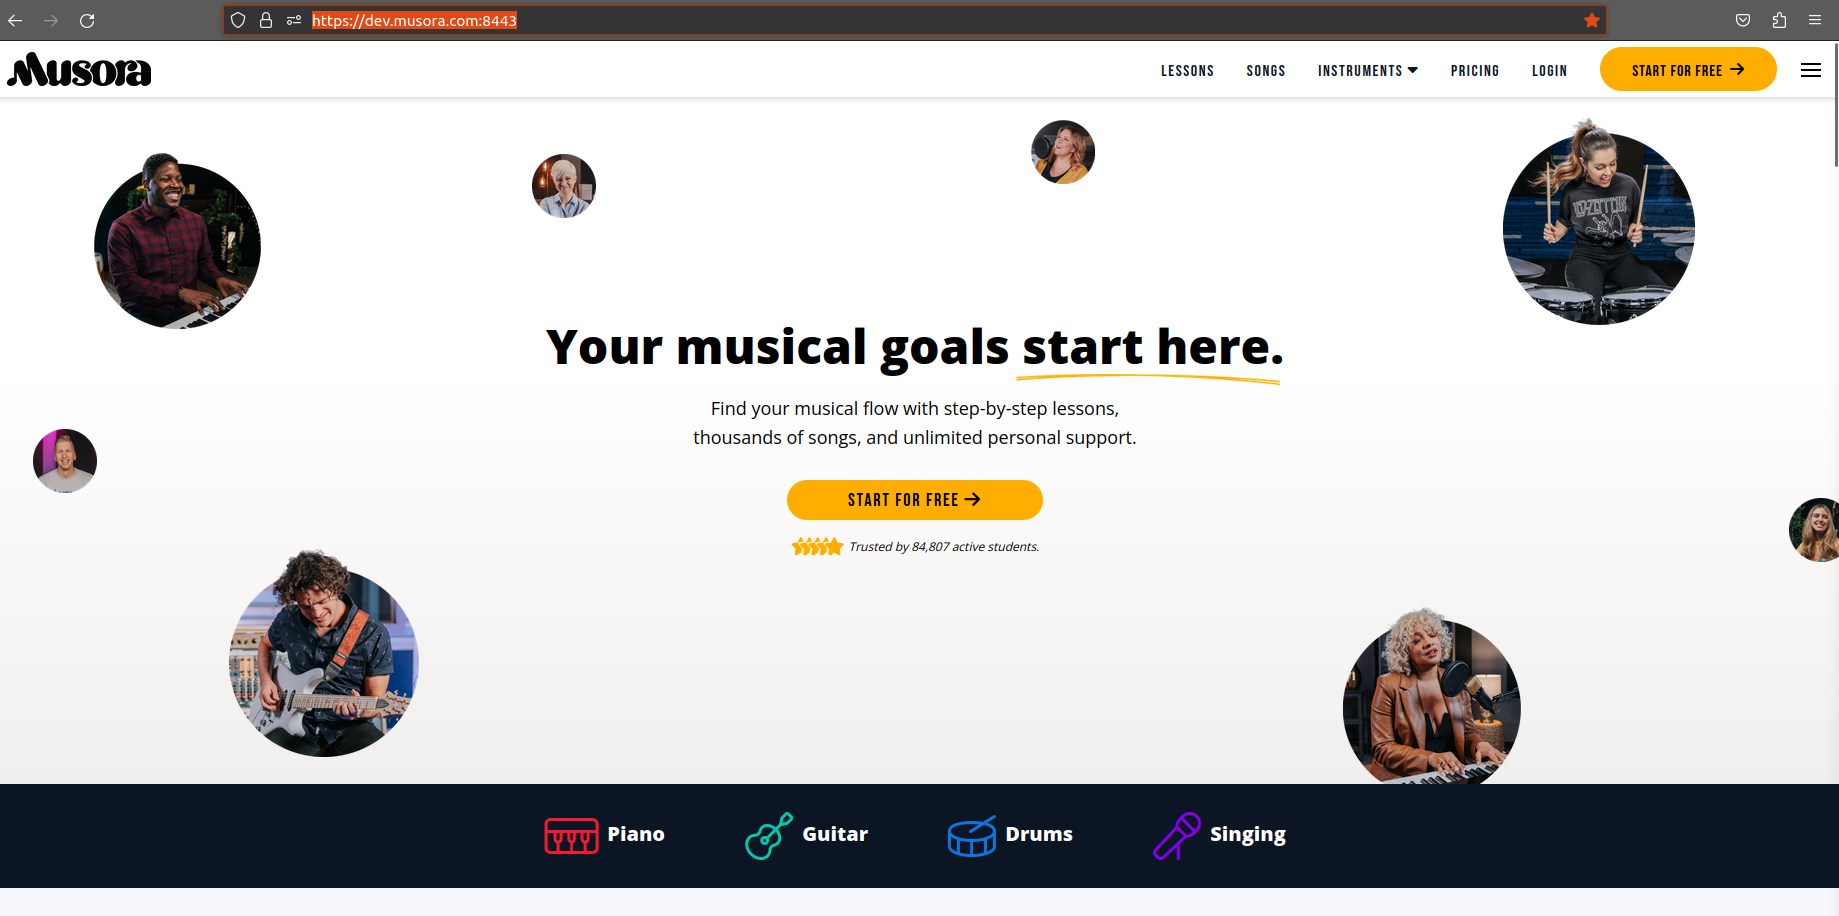 https://dev.musora.com:8443
Musora
LESSONS SONGS INSTRUMENTS PRICING LOGIN START FOR FREE →
LED-ZEPPELIN
Your musical goals start here.
Find your musical flow with step-by-step lessons,
thousands of songs, and unlimited personal support.
START FOR FREE →
Trusted by 84,807 active students.
Piano Guitar Drums Singing